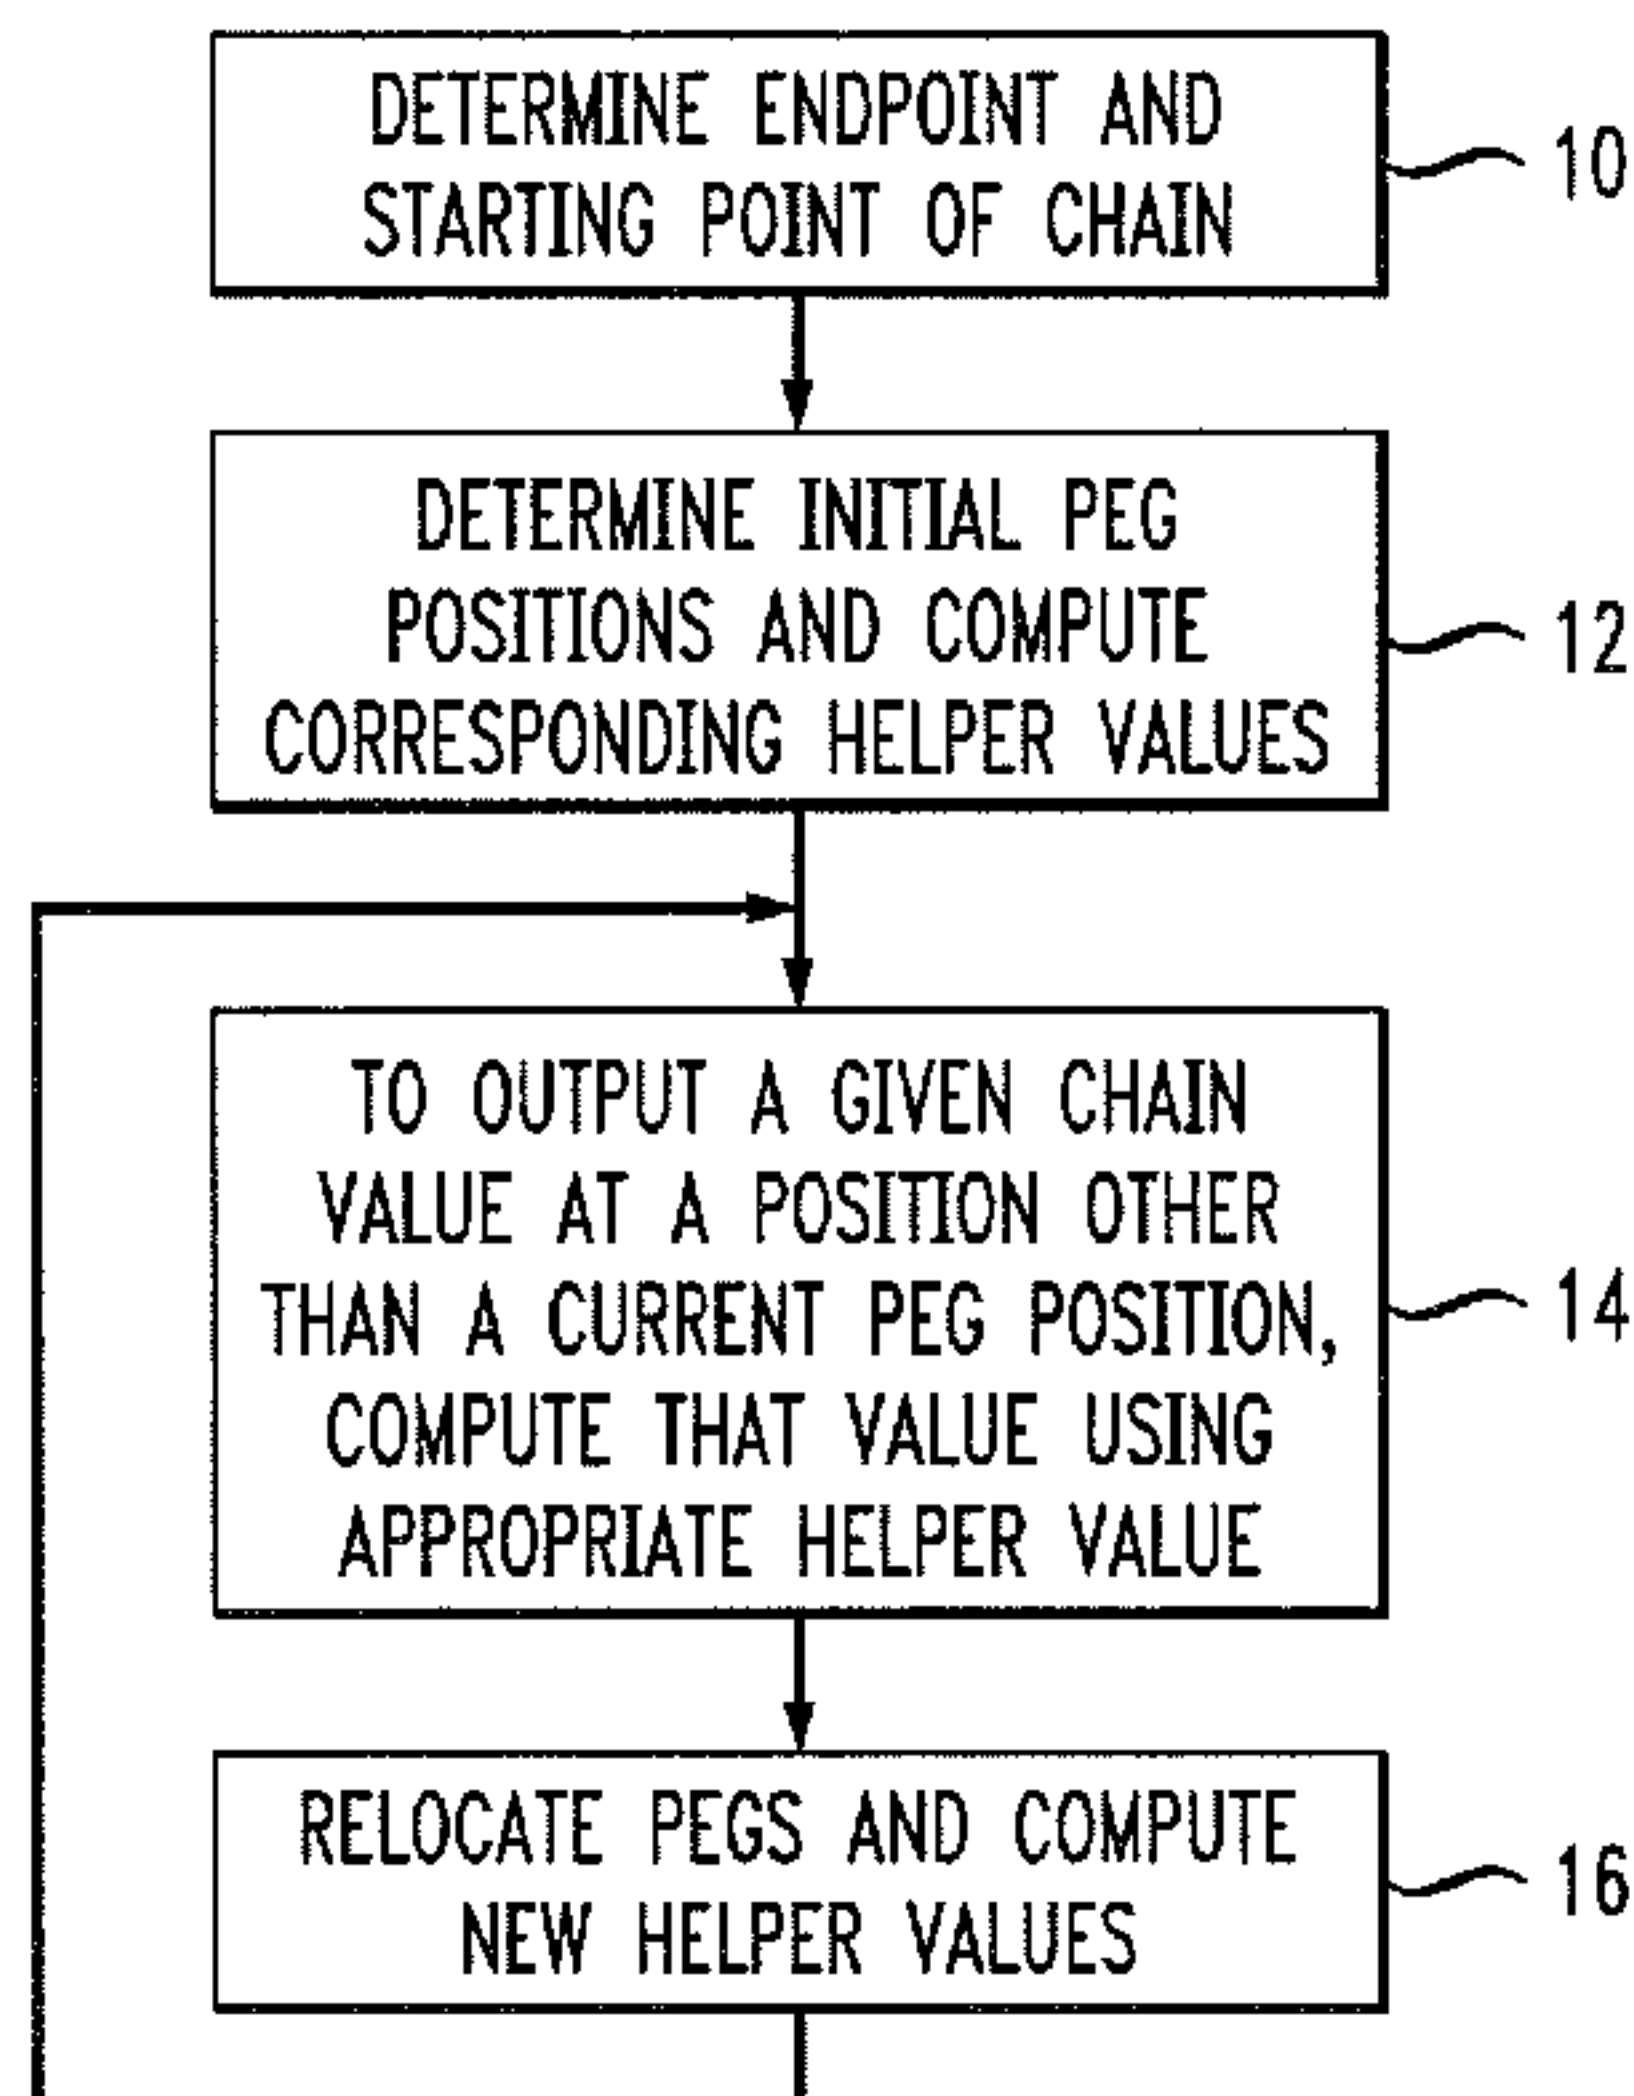 DETERMINE ENDPOINT AND
STARTING POINT OF CHAIN
10
DETERMINE INITIAL PEG
POSITIONS AND COMPUTE
CORRESPONDING HELPER VALUES
12
TO OUTPUT A GIVEN CHAIN
VALUE AT A POSITION OTHER
THAN A CURRENT PEG POSITION,
COMPUTE THAT VALUE USING
APPROPRIATE HELPER VALUE
14
RELOCATE PEGS AND COMPUTE
NEW HELPER VALUES
16